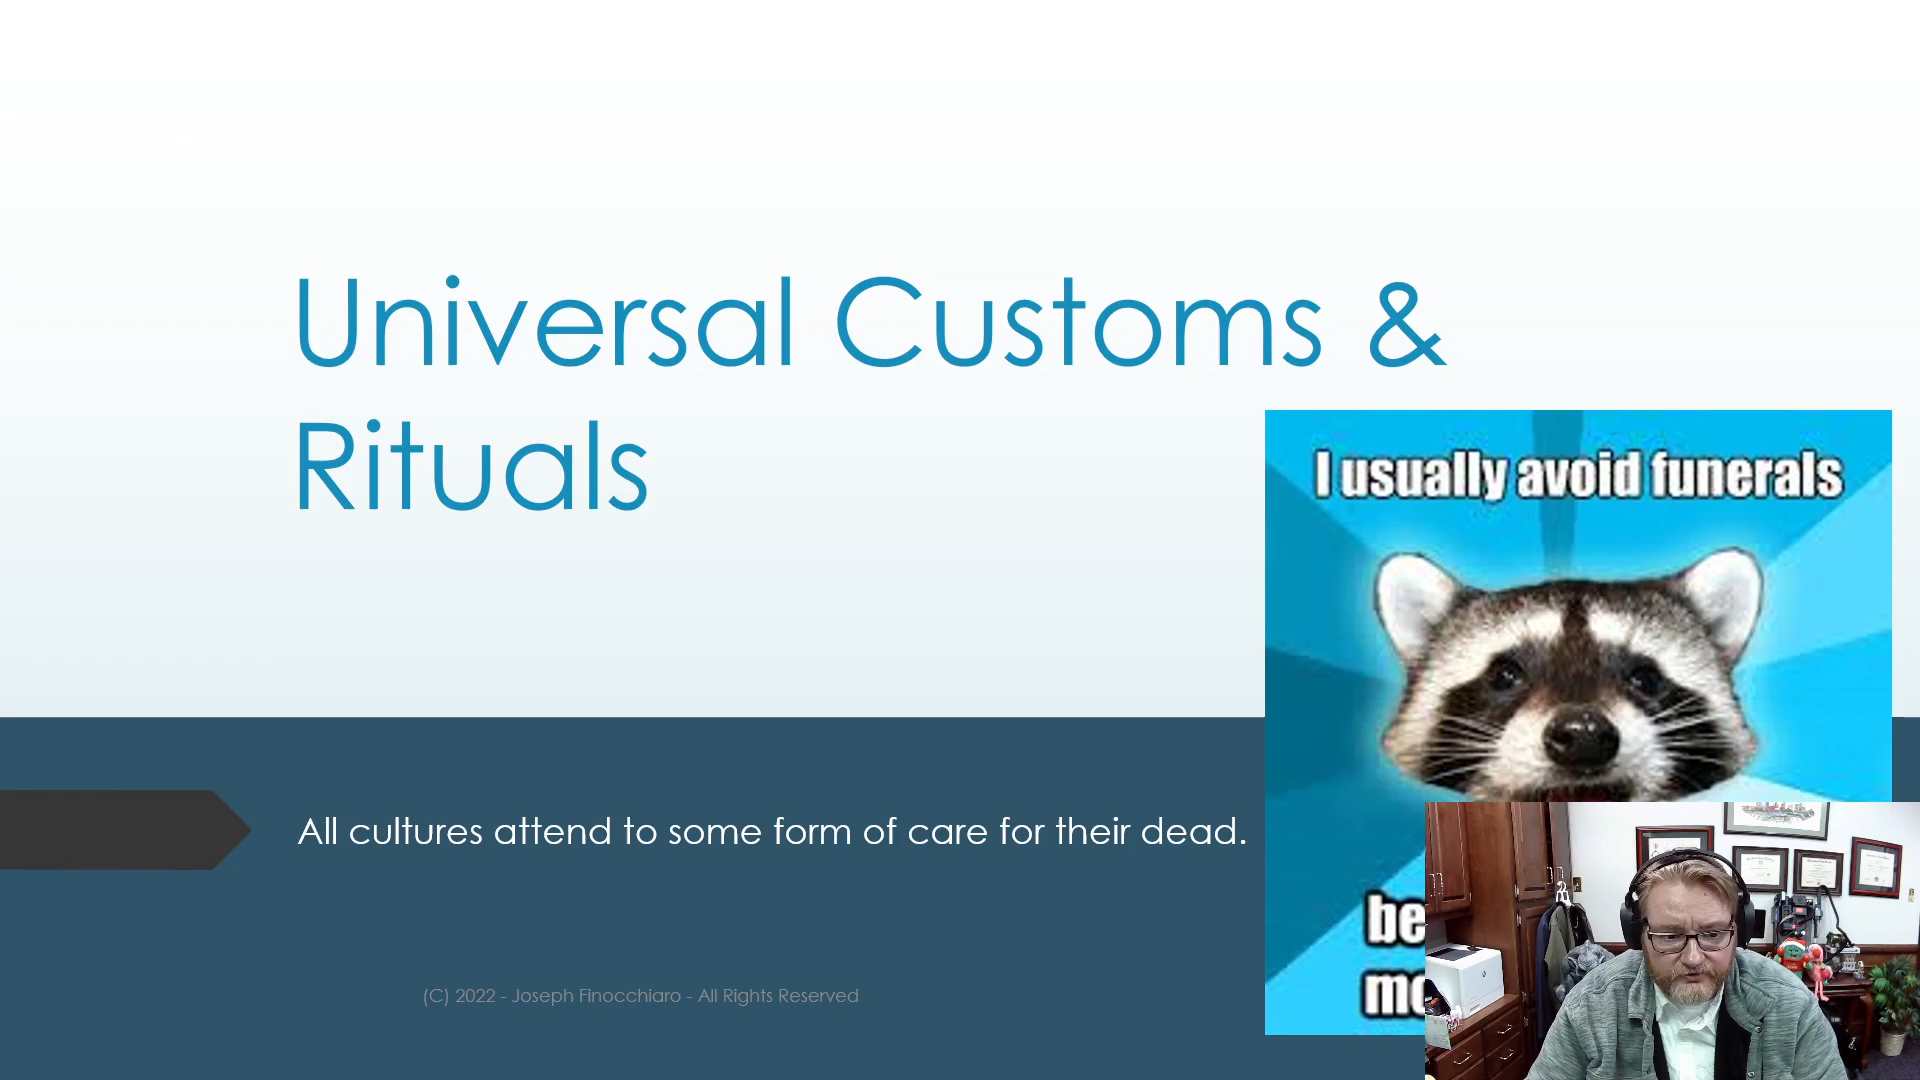 Universal Customs &
Rituals
I usually avoid funerals
All cultures attend to some form of care for their dead.
(C) 2022 - Joseph Finocchiaro - All Rights Reserved